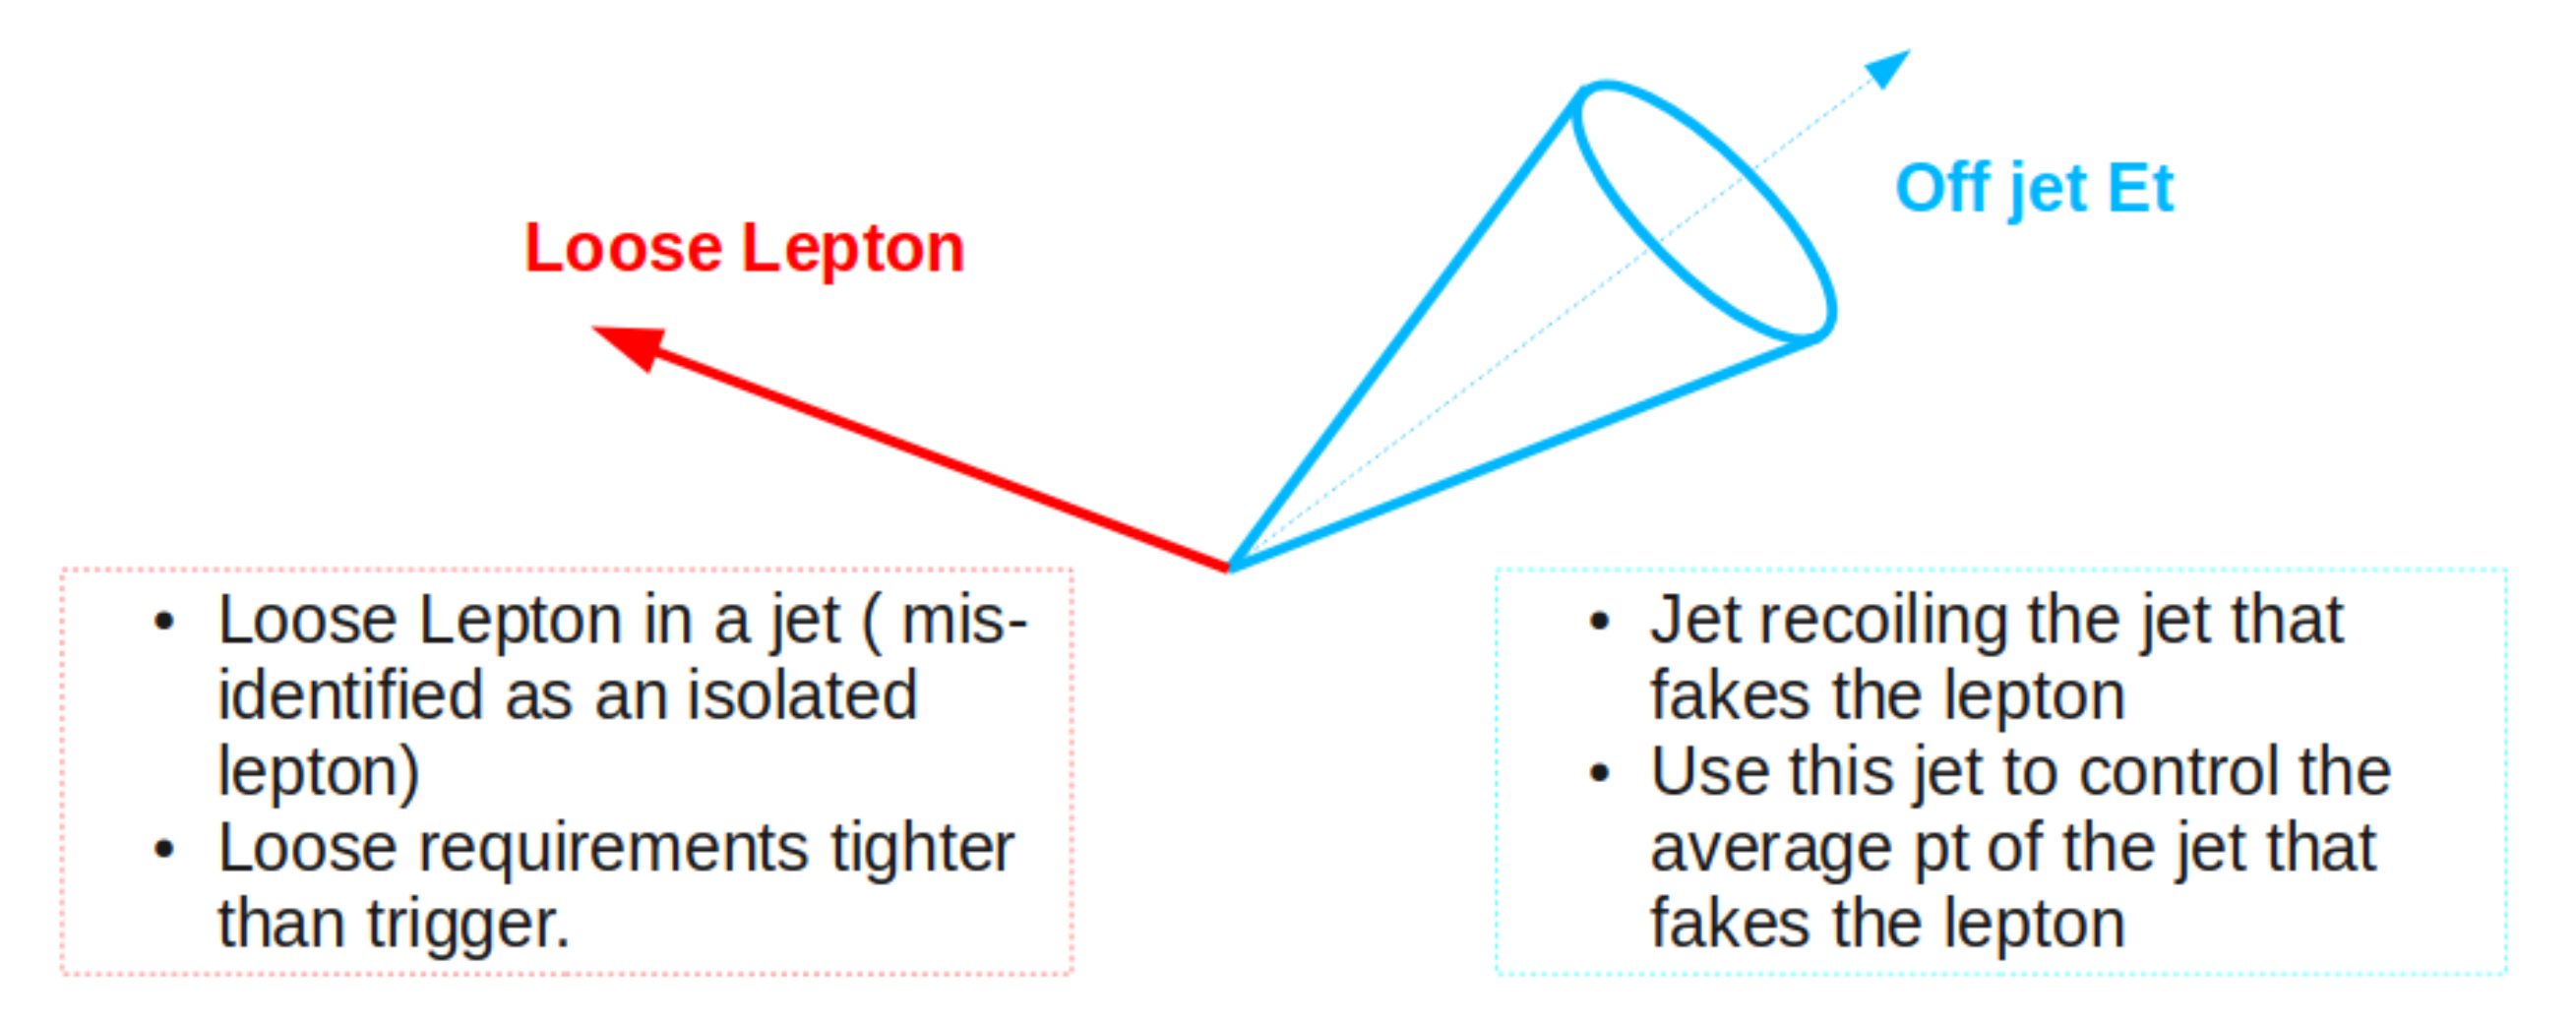 Off jet Et
Loose Lepton
• Loose Lepton in a jet ( mis-
identified as an isolated
lepton)
• Loose requirements tighter
than trigger.
• Jet recoiling the jet that
fakes the lepton
• Use this jet to control the
average pt of the jet that
fakes the lepton